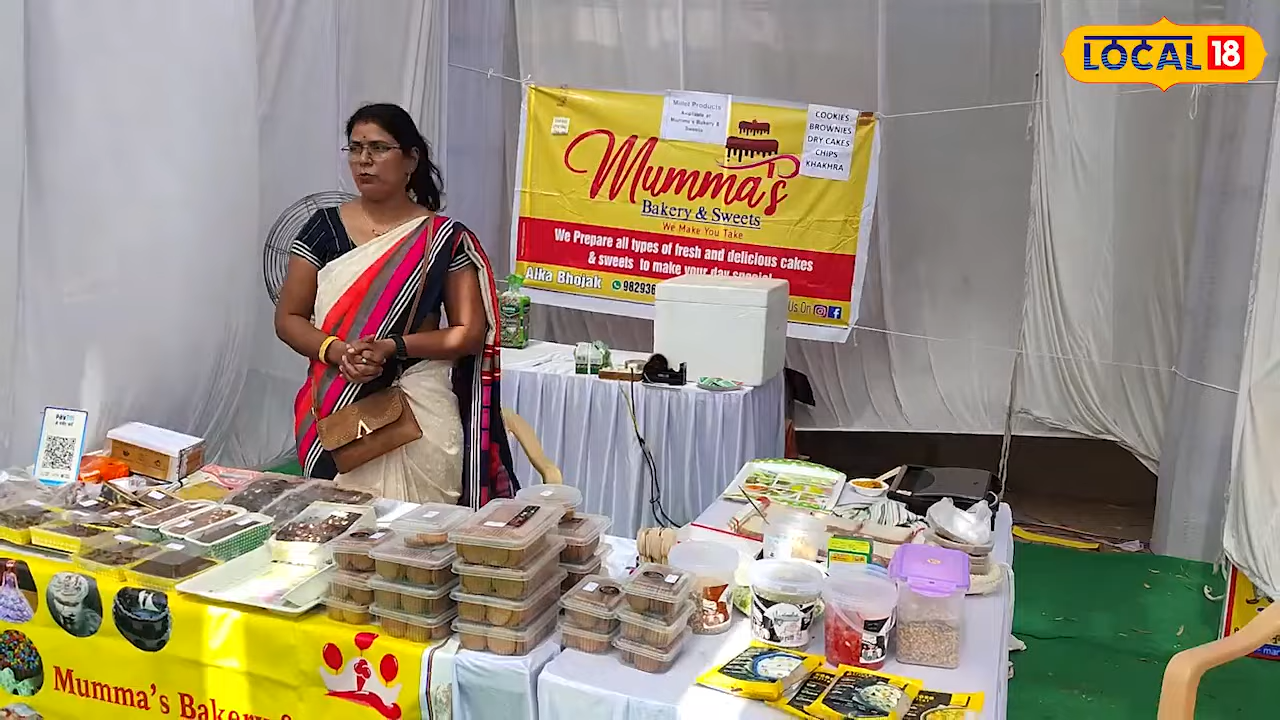 LOCAL 18
Millet Products
Available at
Mumma's Bakery &
Sweets
COOKIES
BROWNIES
DRY CAKES
CHIPS
KHAKHRA
Mumma's
Bakery & Sweets
We Make You Take
We Prepare all types of fresh and delicious cakes
& sweets to make your day special
Alka Bhojak 98293
Us On
Mumma's Bakery &